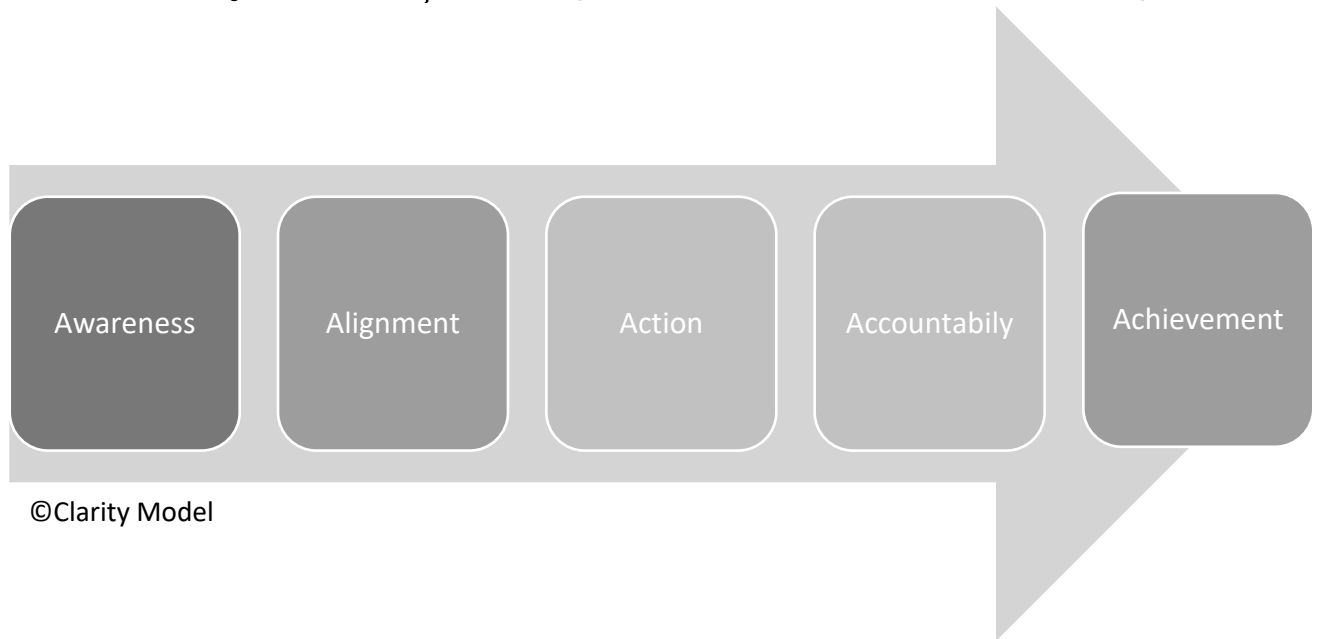 Awareness
Alignment
Action
Accountabily
Achievement
©Clarity Model